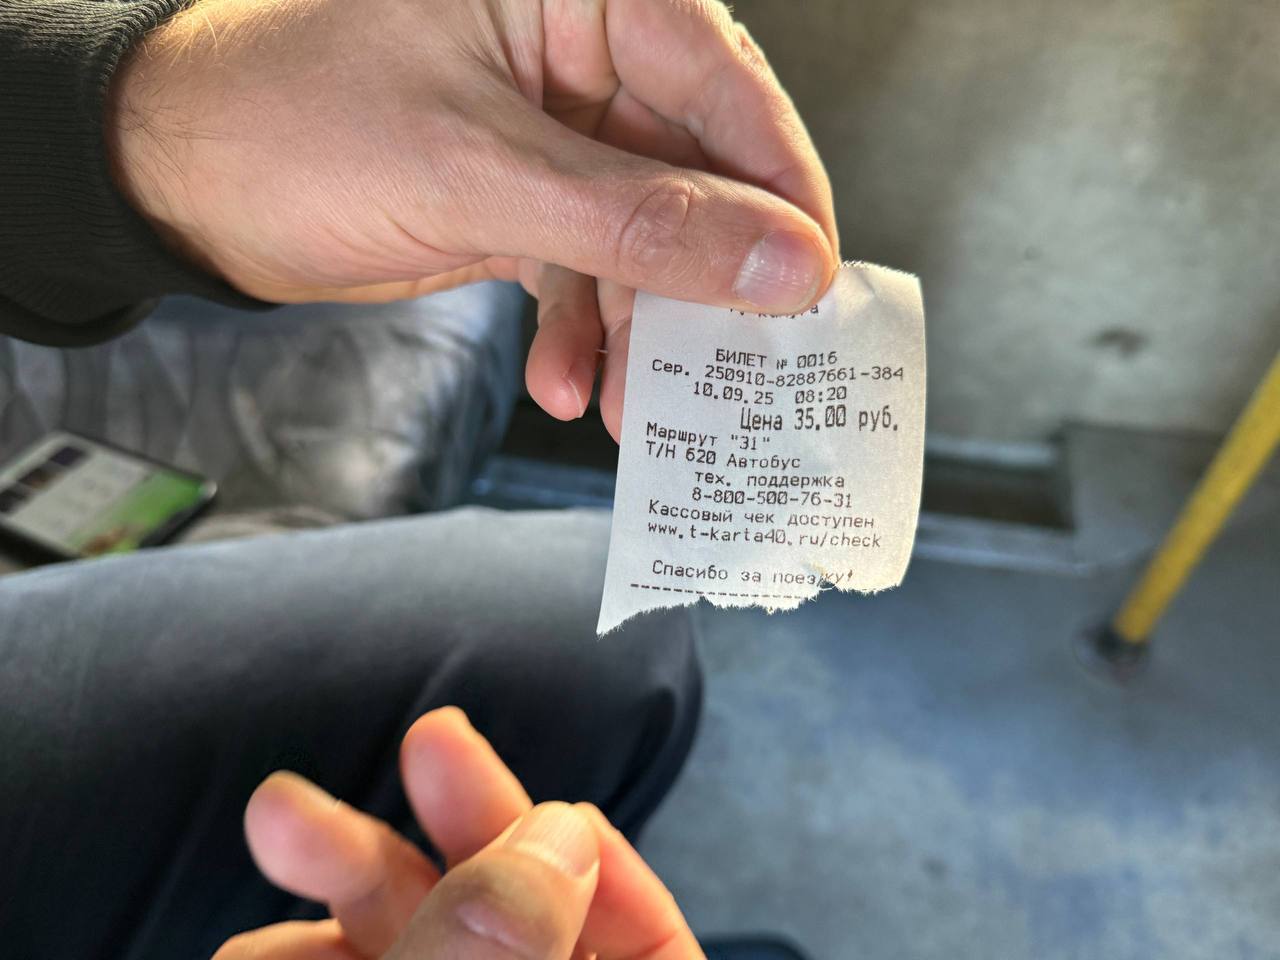 БИЛЕТ № 0016
Сер. 250910-82887661-384
10.09.25 08:20
Цена 35.00 руб.
Маршрут "31"
Т/Н 620 Автобус
тех. поддержка
8-800-500-76-31
Кассовый чек доступен
www.t-karta40.ru/check
Спасибо за поездку!